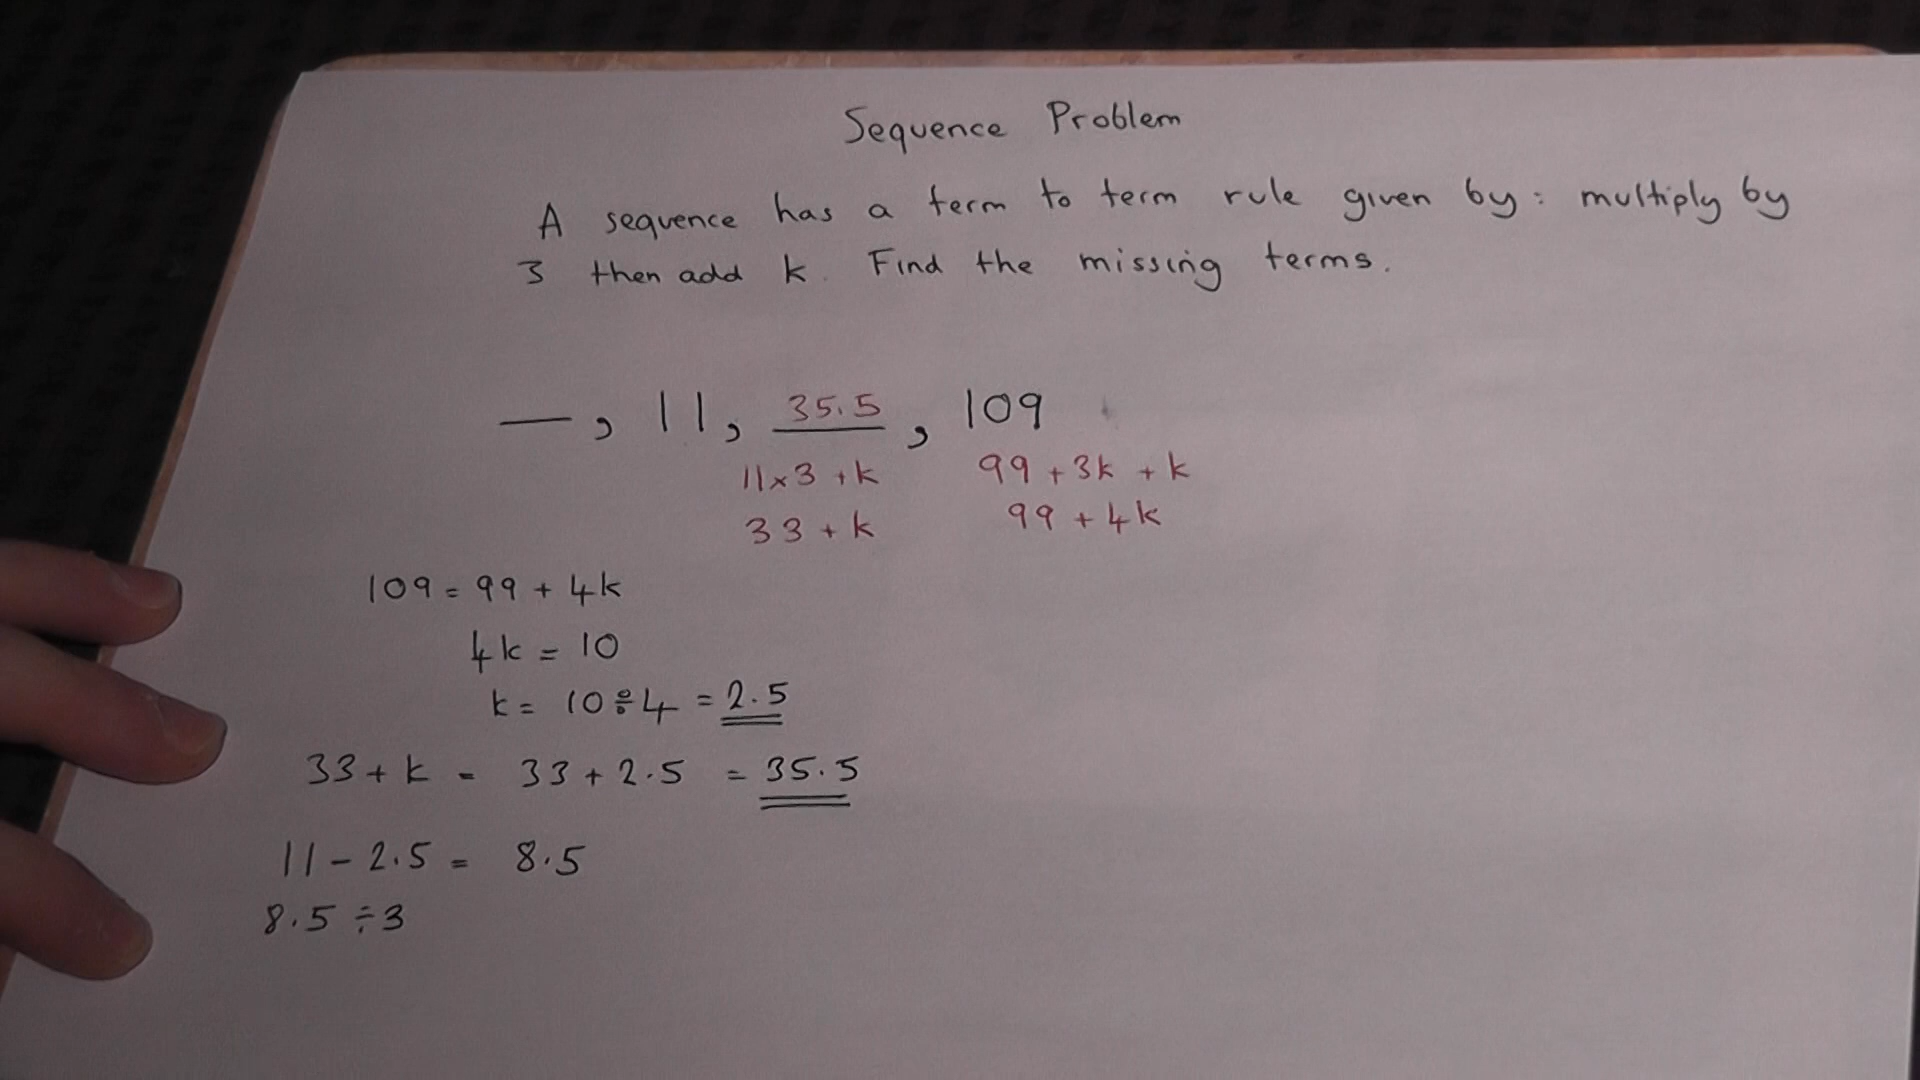 Sequence Problem
A sequence has a term to term rule given by: multiply by
3 then add k. Find the missing terms.
__, 11, 35.5, 109
11×3 + k   99 + 3k + k
33 + k   99 + 4k
109 = 99 + 4k
4k = 10
k = 10 ÷ 4 = 2.5
33 + k = 33 + 2.5 = 35.5
11 - 2.5 = 8.5
8.5 ÷ 3